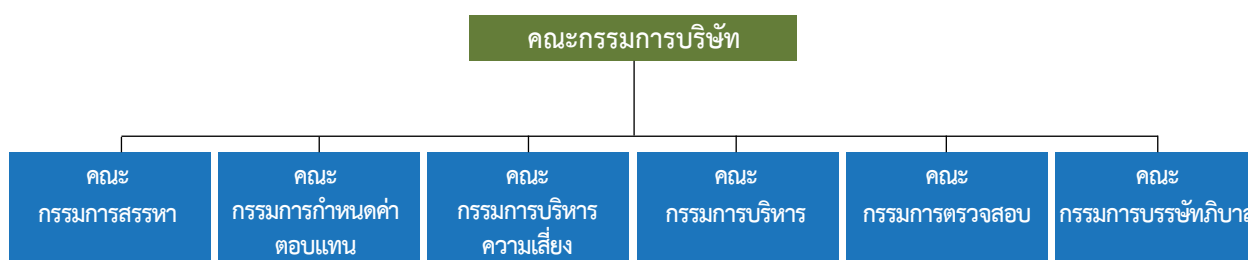 คณะกรรมการบริษัท
คณะ
กรรมการสรรหา
คณะ
กรรมการกำหนดค่า
ตอบแทน
คณะ
กรรมการบริหาร
ความเสี่ยง
คณะ
กรรมการบริหาร
คณะ
กรรมการตรวจสอบ
คณะ
กรรมการบรรษัทภิบาล